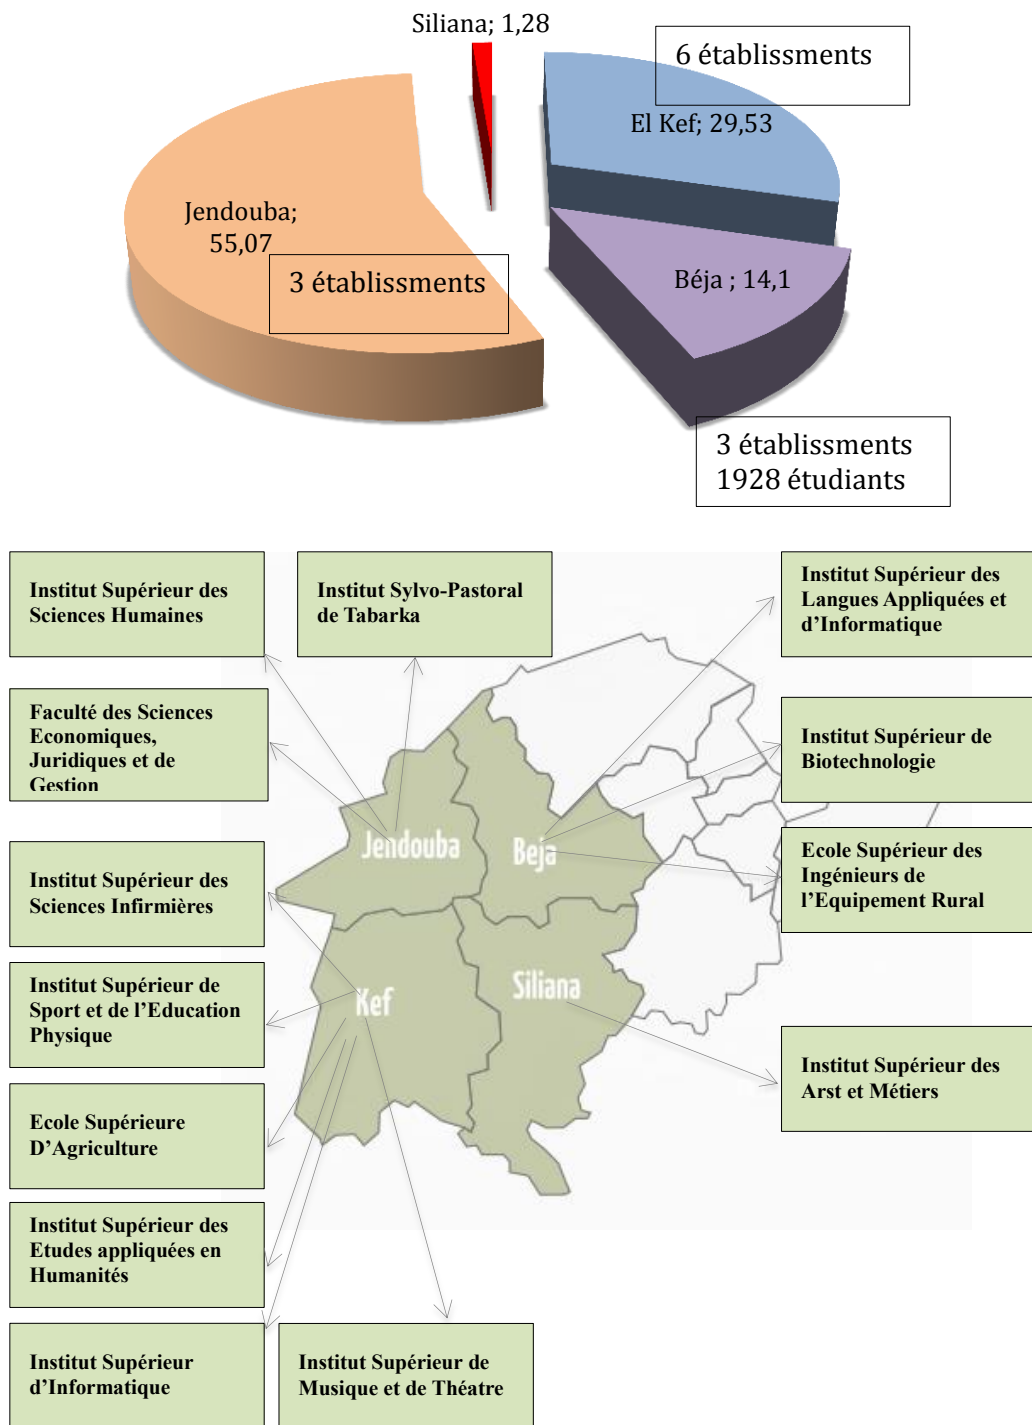 Siliana; 1,28
6 établissments
El Kef; 29,53
Jendouba;
55,07
3 établissments
Béja ; 14,1
3 établissments
1928 étudiants
Institut Supérieur des
Sciences Humaines
Institut Sylvo-Pastoral
de Tabarka
Institut Supérieur des
Langues Appliquées et
d’Informatique
Faculté des Sciences
Economiques,
Juridiques et de
Gestion
Institut Supérieur de
Biotechnologie
Jendouba
Beja
Ecole Supérieur des
Ingénieurs de
l’Equipement Rural
Institut Supérieur des
Sciences Infirmières
Institut Supérieur de
Sport et de l’Education
Physique
Kef
Siliana
Institut Supérieur des
Arst et Métiers
Ecole Supérieure
D’Agriculture
Institut Supérieur des
Etudes appliquées en
Humanités
Institut Supérieur
d’Informatique
Institut Supérieur de
Musique et de Théatre